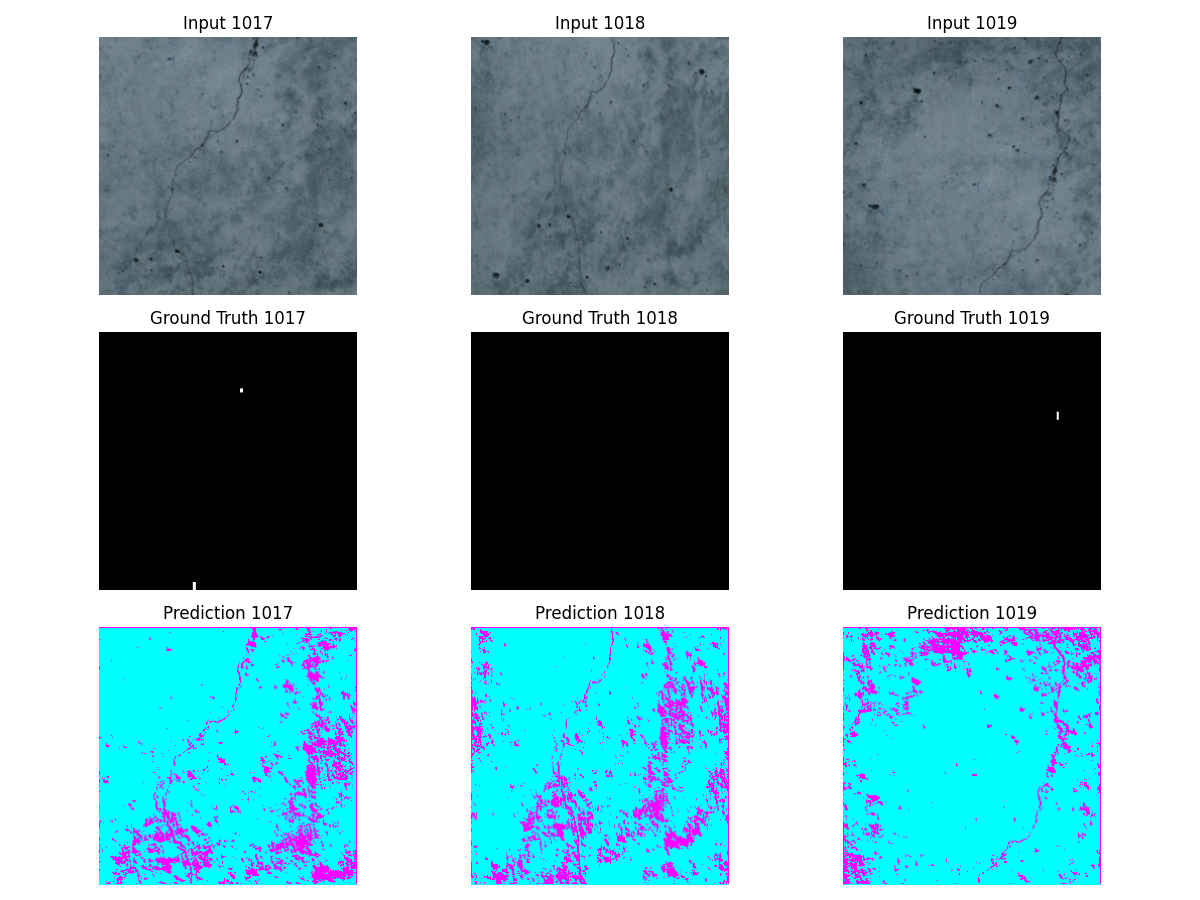 Input 1017
Input 1018
Input 1019
Ground Truth 1017
Ground Truth 1018
Ground Truth 1019
Prediction 1017
Prediction 1018
Prediction 1019